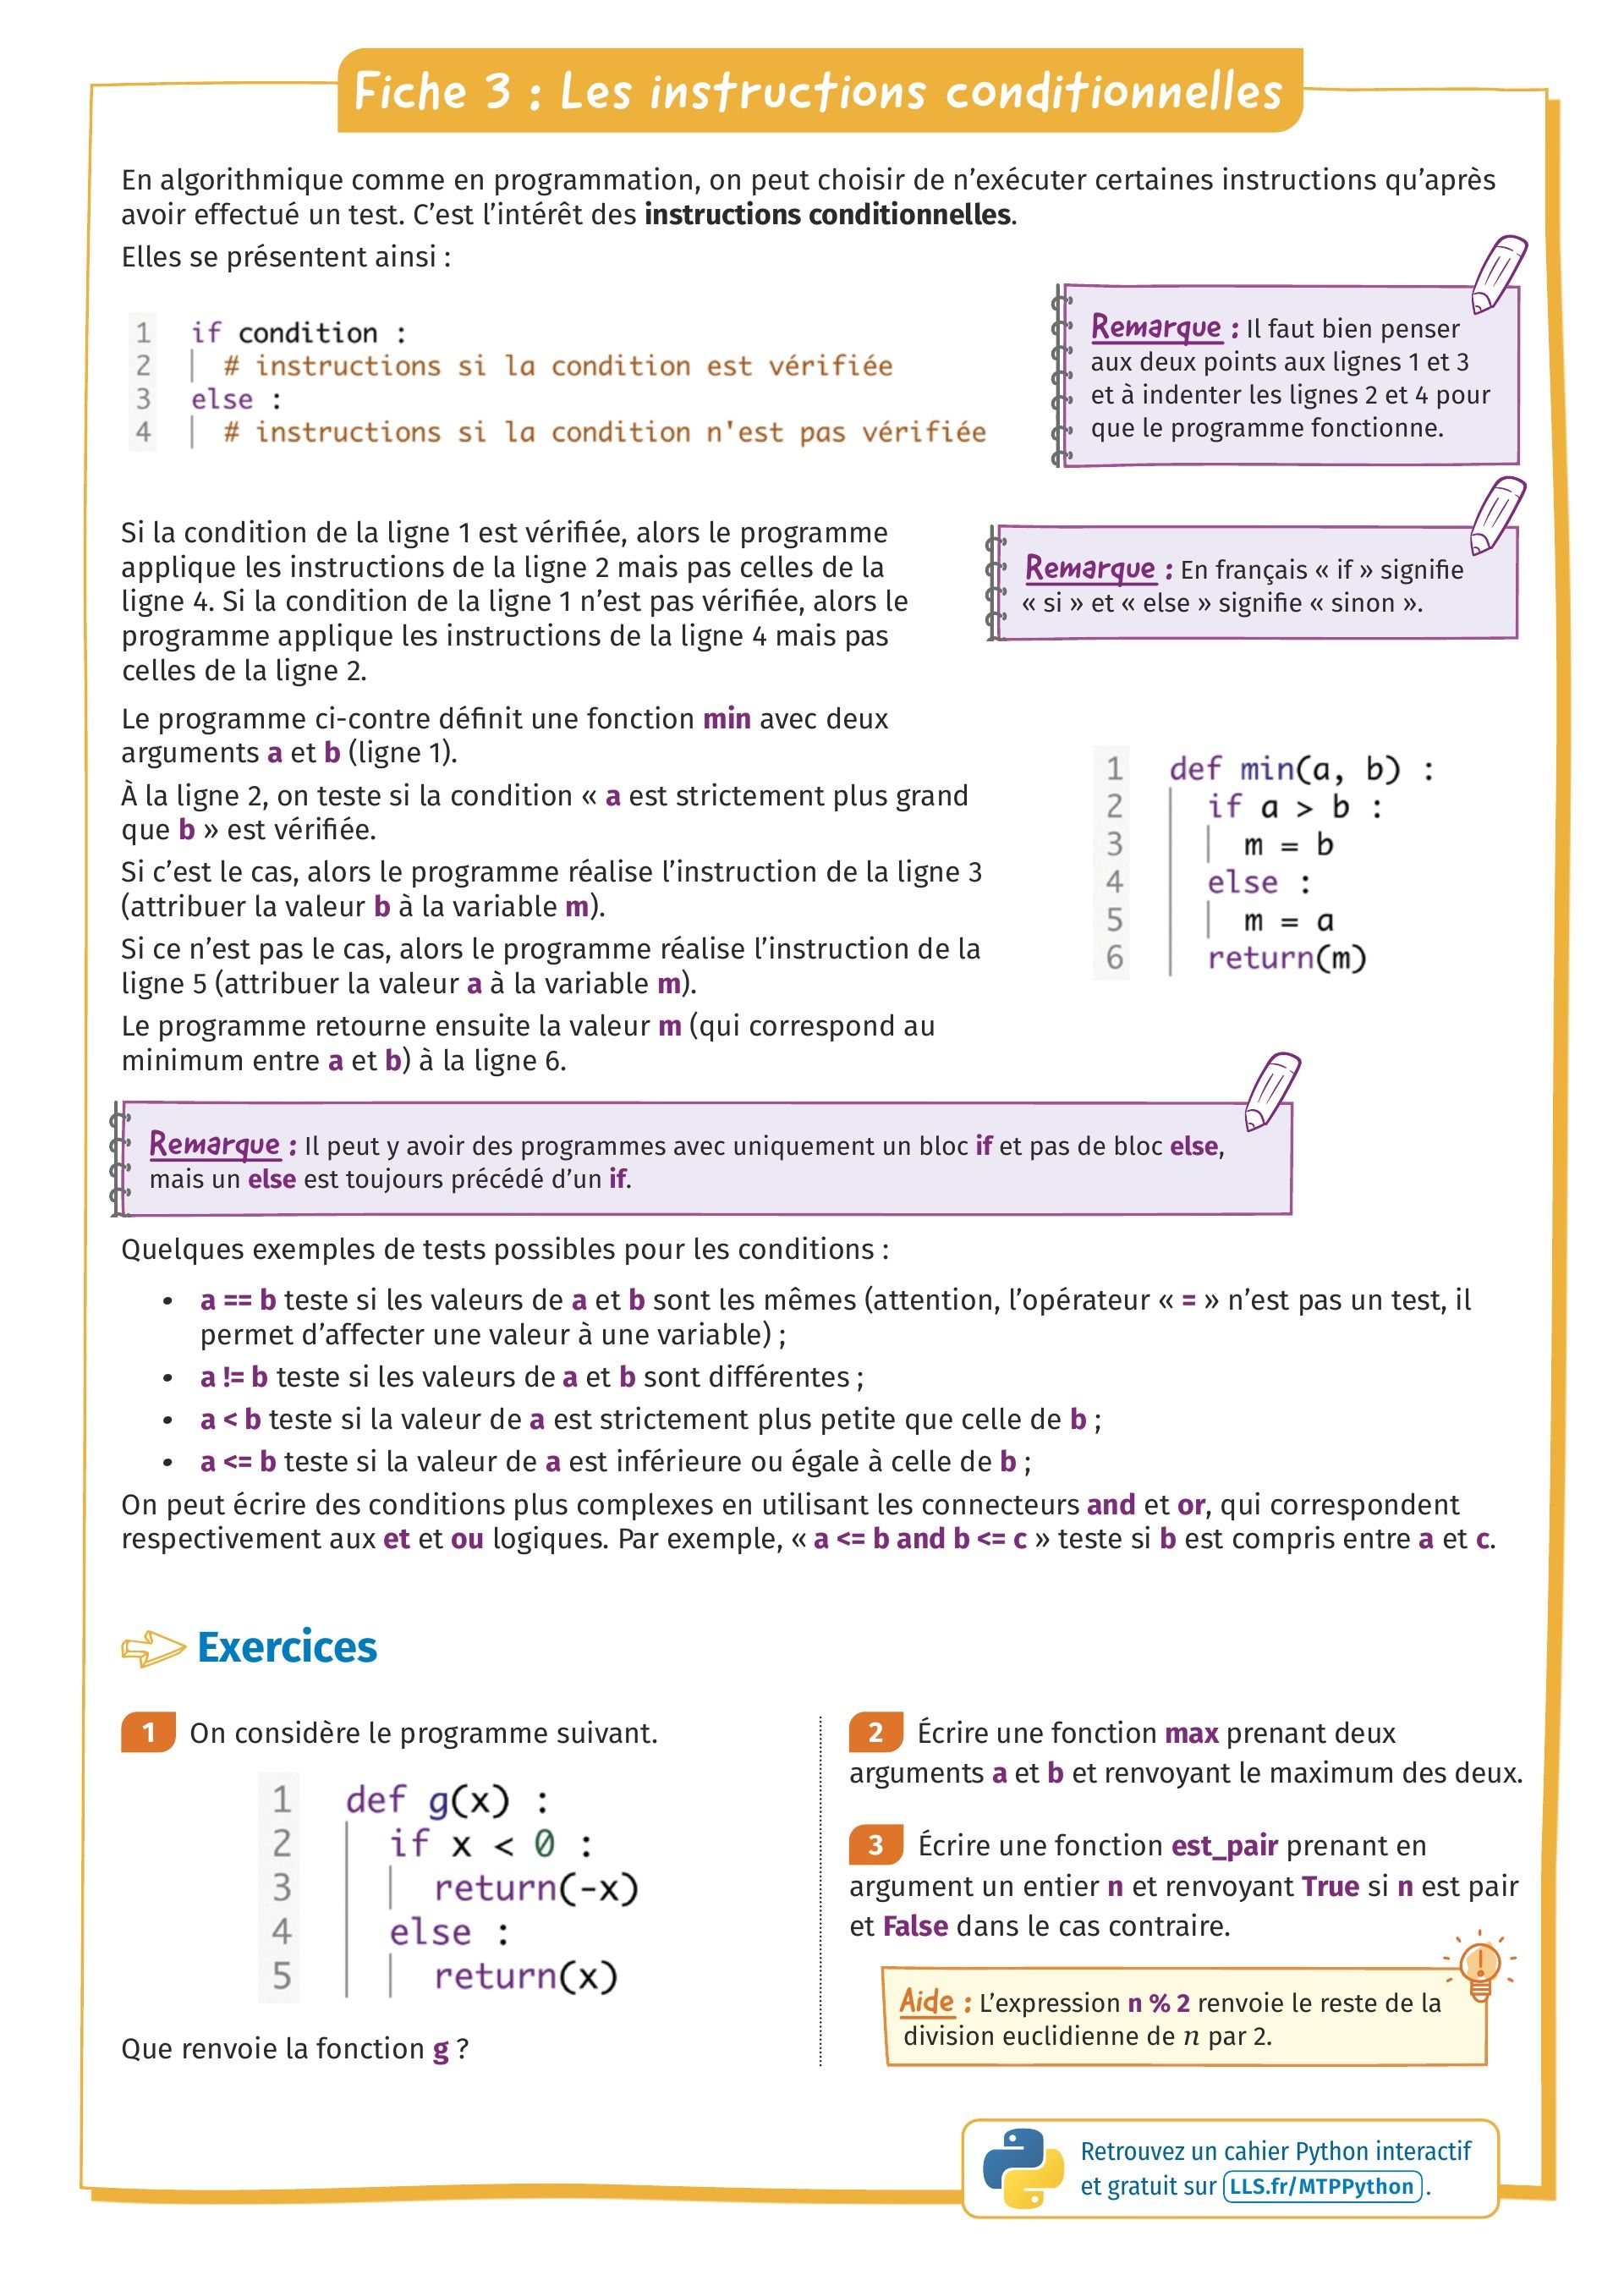 Fiche 3 : Les instructions conditionnelles
En algorithmique comme en programmation, on peut choisir de n’exécuter certaines instructions qu’après
avoir effectué un test. C’est l’intérêt des instructions conditionnelles.
Elles se présentent ainsi :
1 if condition :
2 # instructions si la condition est vérifiée
3 else :
4 # instructions si la condition n'est pas vérifiée
Remarque : Il faut bien penser
aux deux points aux lignes 1 et 3
et à indenter les lignes 2 et 4 pour
que le programme fonctionne.
Si la condition de la ligne 1 est vérifiée, alors le programme
applique les instructions de la ligne 2 mais pas celles de la
ligne 4. Si la condition de la ligne 1 n’est pas vérifiée, alors le
programme applique les instructions de la ligne 4 mais pas
celles de la ligne 2.
Remarque : En français « if » signifie
« si » et « else » signifie « sinon ».
Le programme ci-contre définit une fonction min avec deux
arguments a et b (ligne 1).
À la ligne 2, on teste si la condition « a est strictement plus grand
que b » est vérifiée.
Si c’est le cas, alors le programme réalise l’instruction de la ligne 3
(attribuer la valeur b à la variable m).
Si ce n’est pas le cas, alors le programme réalise l’instruction de la
ligne 5 (attribuer la valeur a à la variable m).
Le programme retourne ensuite la valeur m (qui correspond au
minimum entre a et b) à la ligne 6.
1 def min(a, b) :
2 if a > b :
3 m = b
4 else :
5 m = a
6 return(m)
Remarque : Il peut y avoir des programmes avec uniquement un bloc if et pas de bloc else,
mais un else est toujours précédé d’un if.
Quelques exemples de tests possibles pour les conditions :
• a == b teste si les valeurs de a et b sont les mêmes (attention, l’opérateur « = » n’est pas un test, il
permet d’affecter une valeur à une variable) ;
• a != b teste si les valeurs de a et b sont différentes ;
• a < b teste si la valeur de a est strictement plus petite que celle de b ;
• a <= b teste si la valeur de a est inférieure ou égale à celle de b ;
On peut écrire des conditions plus complexes en utilisant les connecteurs and et or, qui correspondent
respectivement aux et et ou logiques. Par exemple, « a <= b and b <= c » teste si b est compris entre a et c.
Exercices
1 On considère le programme suivant.
1 def g(x) :
2 if x < 0 :
3 return(-x)
4 else :
5 return(x)
Que renvoie la fonction g ?
2 Écrire une fonction max prenant deux
arguments a et b et renvoyant le maximum des deux.
3 Écrire une fonction est_pair prenant en
argument un entier n et renvoyant True si n est pair
et False dans le cas contraire.
Aide : L’expression n % 2 renvoie le reste de la
division euclidienne de n par 2.
Retrouvez un cahier Python interactif
et gratuit sur LLS.fr/MTPPython .